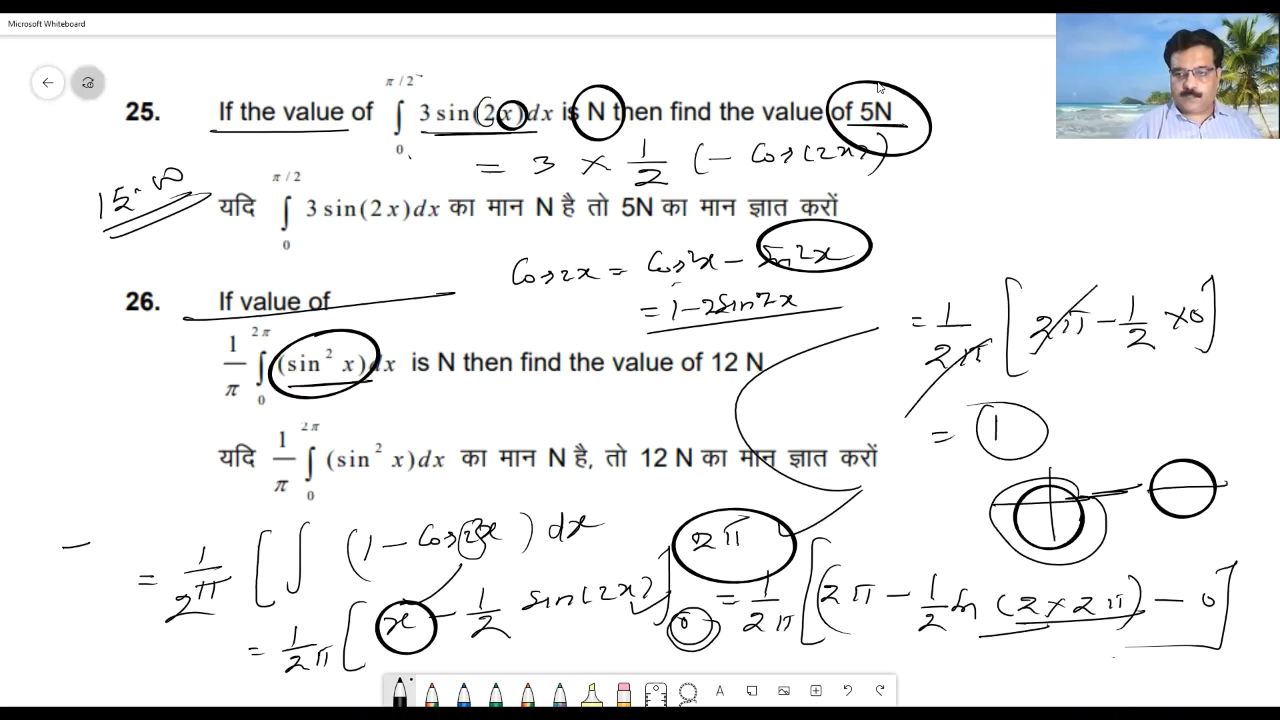 Microsoft Whiteboard
25. If the value of ∫₀^{π/2} 3 sin(2x)dx is N then find the value of 5N
= 3 × 1/2 (- Cos(2x))
15.00
यदि ∫₀^{π/2} 3 sin(2x)dx का मान N है तो 5N का मान ज्ञात करों
Cos2x = Cos²x - Sin²x
= 1-2Sin²x
26. If value of
1/π ∫₀^{2π} (sin² x)dx is N then find the value of 12 N
= 1/2π [2π - 1/2 ×0]
= 1
यदि 1/π ∫₀^{2π} (sin² x)dx का मान N है, तो 12 N का मान ज्ञात करों
= 1/2π [∫ (1 - Cos2x) dx
= 1/2π [x - 1/2 Sin(2x)]₀^{2π} = 1/2π [(2π - 1/2 Sin (2×2π) - 0]
A